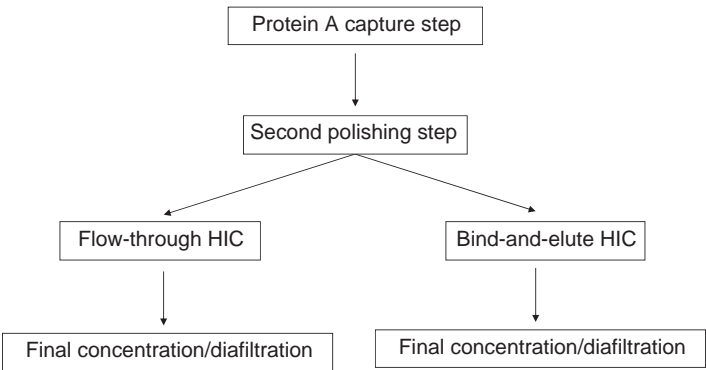 Protein A capture step
Second polishing step
Flow-through HIC
Bind-and-elute HIC
Final concentration/diafiltration
Final concentration/diafiltration